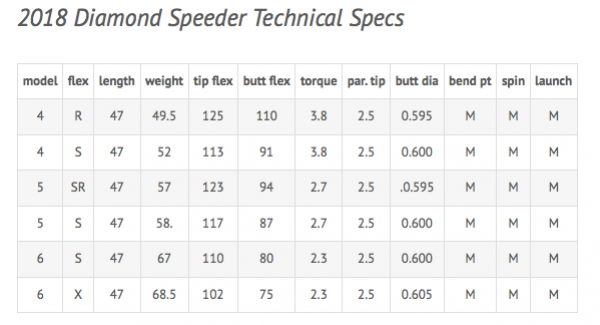 2018 Diamond Speeder Technical Specs
model flex length weight tip flex butt flex torque par. tip butt dia bend pt spin launch
4 R 47 49.5 125 110 3.8 2.5 0.595 M M M
4 S 47 52 113 91 3.8 2.5 0.600 M M M
5 SR 47 57 123 94 2.7 2.5 .0.595 M M M
5 S 47 58. 117 87 2.7 2.5 0.600 M M M
6 S 47 67 110 80 2.3 2.5 0.600 M M M
6 X 47 68.5 102 75 2.3 2.5 0.605 M M M